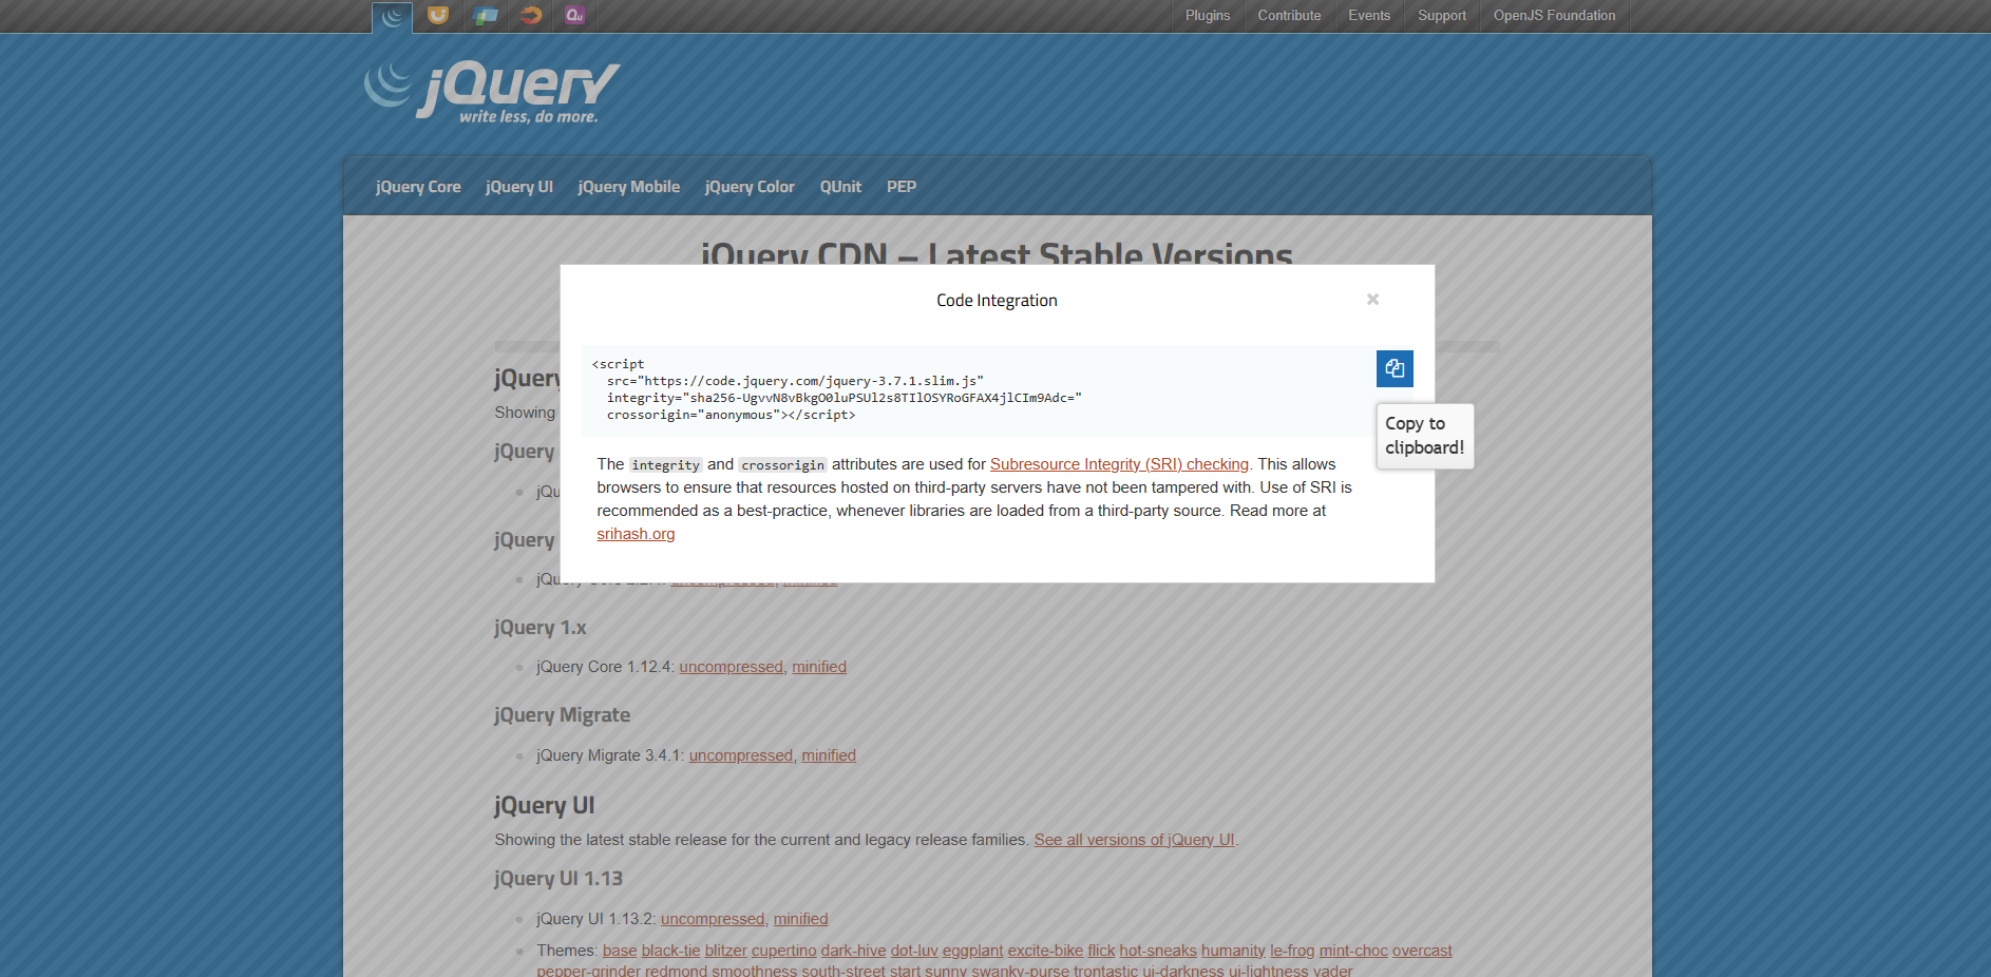 Plugins Contribute Events Support OpenJS Foundation
jQuery
write less, do more.
jQuery Core jQuery UI jQuery Mobile jQuery Color QUnit PEP
jQuery CDN – Latest Stable Versions
Code Integration
×
<script
src="https://code.jquery.com/jquery-3.7.1.slim.js"
integrity="sha256-UgvvN8vBkgO0luPSUl2s8TIlOSYRoGFAX4jlCIm9Adc="
crossorigin="anonymous"></script>
Copy to
clipboard!
The integrity and crossorigin attributes are used for Subresource Integrity (SRI) checking. This allows
browsers to ensure that resources hosted on third-party servers have not been tampered with. Use of SRI is
recommended as a best-practice, whenever libraries are loaded from a third-party source. Read more at
srihash.org
jQuery
Showing
jQuery
jQu
jQuery
jQu
jQuery 1.x
jQuery Core 1.12.4: uncompressed, minified
jQuery Migrate
jQuery Migrate 3.4.1: uncompressed, minified
jQuery UI
Showing the latest stable release for the current and legacy release families. See all versions of jQuery UI.
jQuery UI 1.13
jQuery UI 1.13.2: uncompressed, minified
Themes: base black-tie blitzer cupertino dark-hive dot-luv eggplant excite-bike flick hot-sneaks humanity le-frog mint-choc overcast
pepper-grinder redmond smoothness south-street start sunny swanky-purse trontastic ui-darkness ui-lightness vader